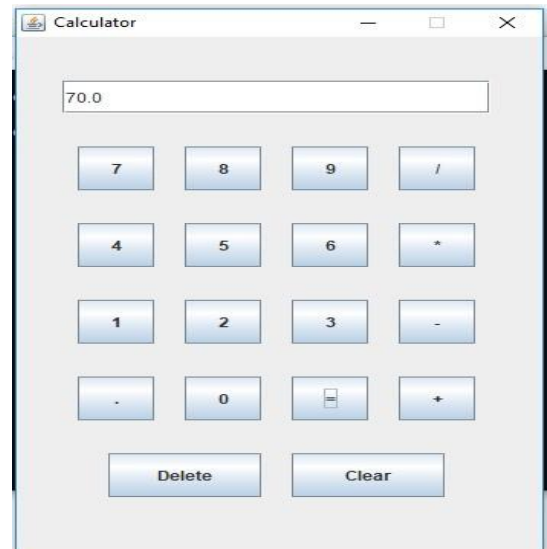 Calculator
70.0
7 8 9 /
4 5 6 *
1 2 3 -
. 0 = +
Delete Clear